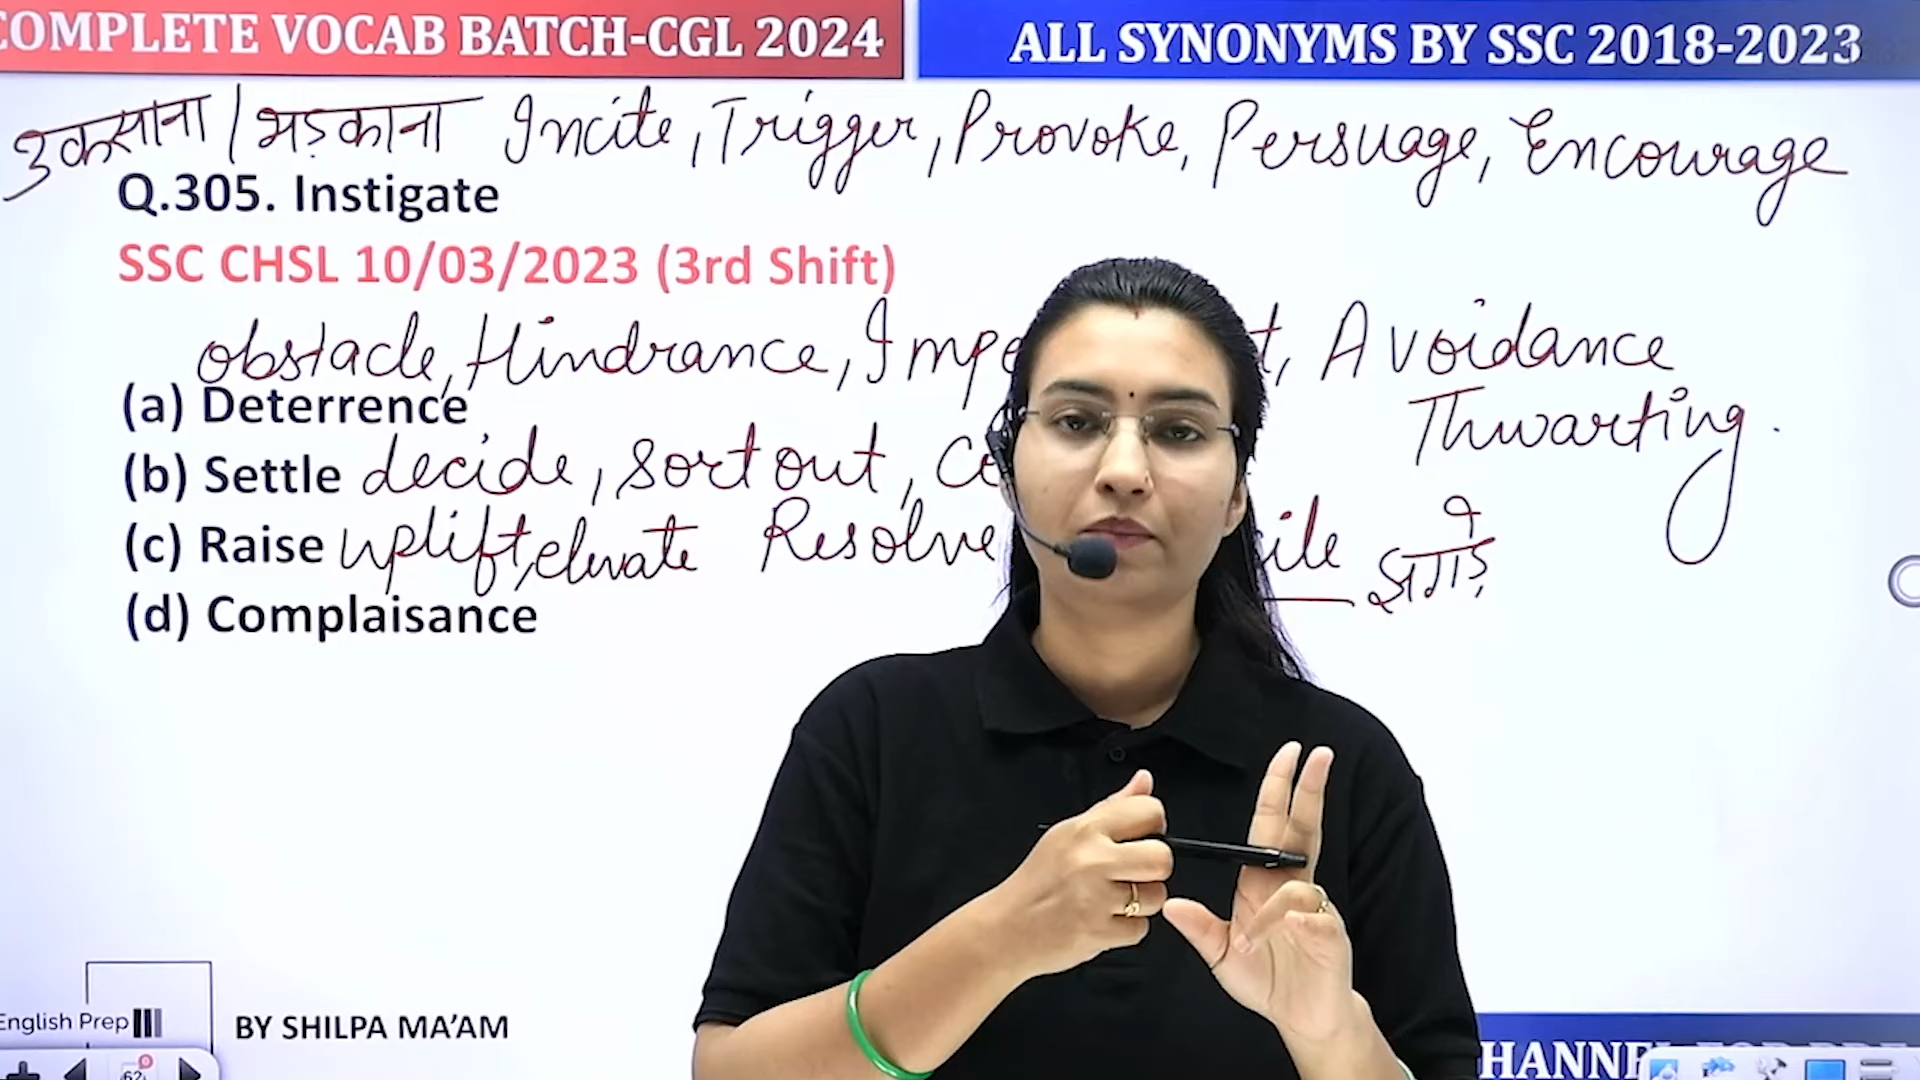 COMPLETE VOCAB BATCH-CGL 2024
ALL SYNONYMS BY SSC 2018-2023
उकसाना / भड़काना Incite, Trigger, Provoke, Persuage, Encourage
Q.305. Instigate
SSC CHSL 10/03/2023 (3rd Shift)
obstacle, Hindrance, Impe t, Avoidance
(a) Deterrence
Thwarting.
(b) Settle decide, sort out,
(c) Raise uplift, elevate Resolve
(d) Complaisance
English Prep
BY SHILPA MA'AM
62